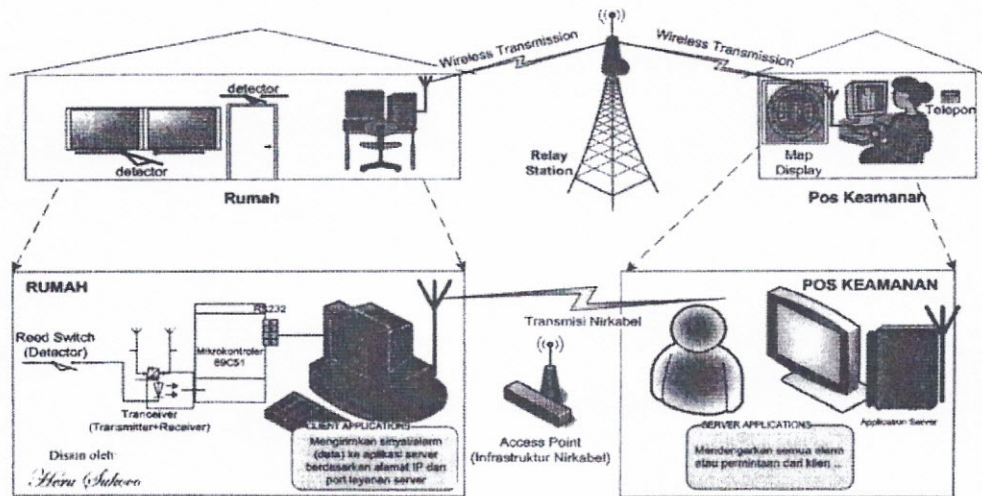 Wireless Transmission
Wireless Transmission
detector
detector
Rumah
Relay
Station
Telepon
Map
Display
Pos Keamanan
RUMAH
RS232
Reed Switch
(Detector)
Mikrokontroler
89C51
Tranceiver
(Transmitter+Receiver)
CLIENT APPLICATIONS
Mengirimkan sinyal/alarm
(data) ke aplikasi server
berdasarkan alamat IP dan
port layanan server
Disain oleh
Heru Sukoco
Transmisi Nirkabel
Access Point
(Infrastruktur Nirkabel)
POS KEAMANAN
Application Server
SERVER APPLICATIONS
Mendengarkan semua alarm
atau permintaan dari klien ...